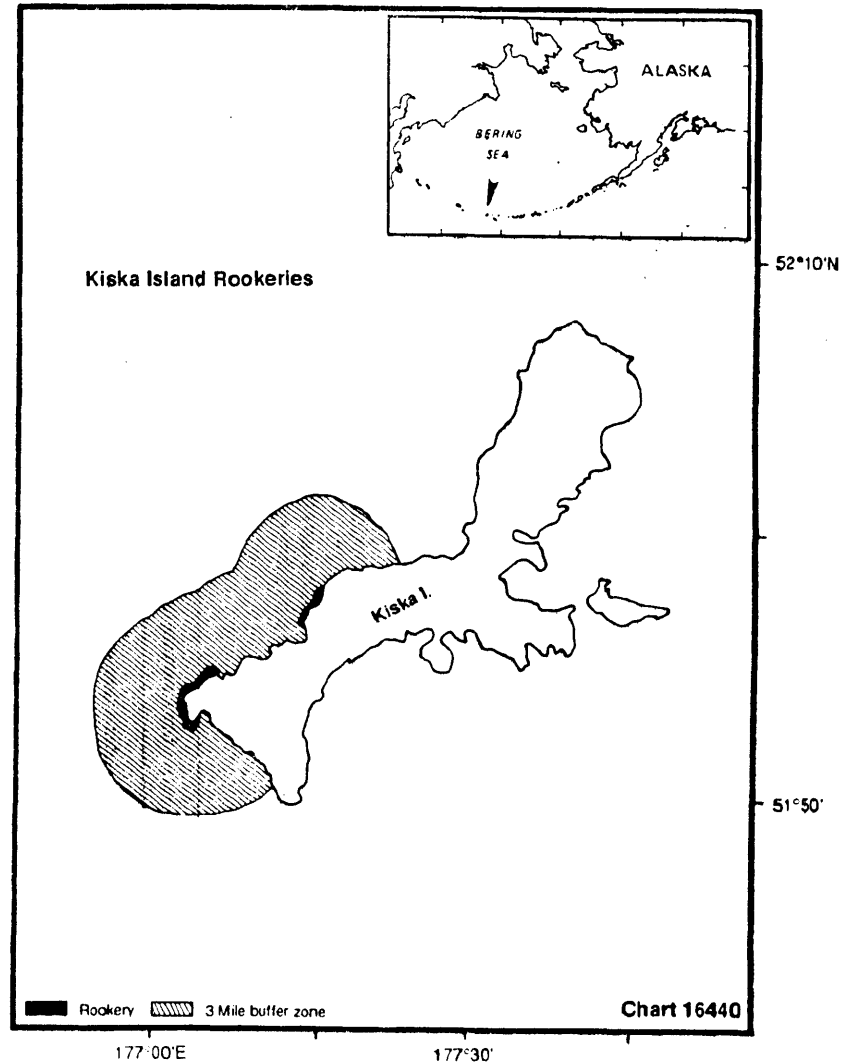 ALASKA
BERING
SEA
52°10'N
Kiska Island Rookeries
Kiska I.
51°50'
Rookery 3 Mile buffer zone Chart 16440
177°00'E 177°30'